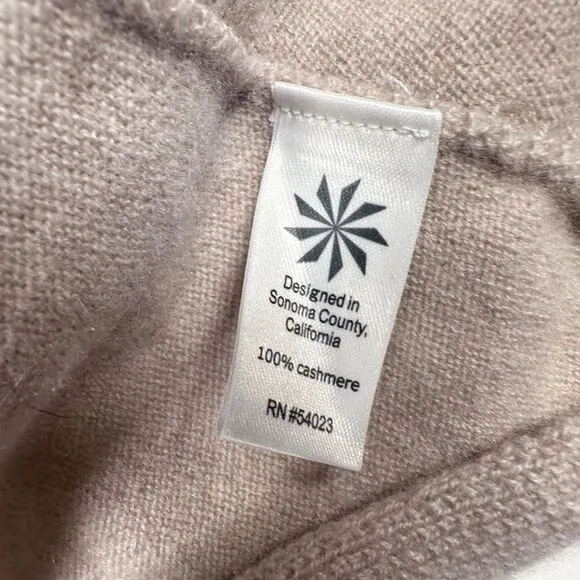 Designed in
Sonoma County,
California
100% cashmere
RN #54023